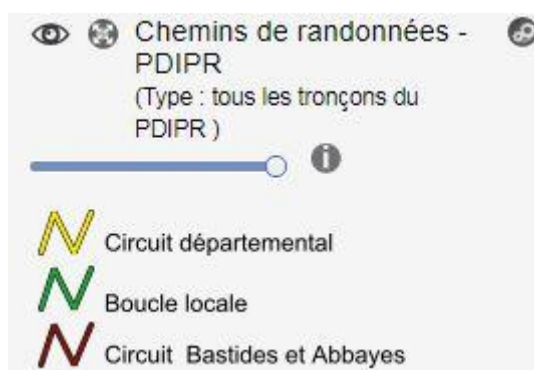 Chemins de randonnées -
PDIPR
(Type : tous les tronçons du
PDIPR )
Circuit départemental
Boucle locale
Circuit Bastides et Abbayes